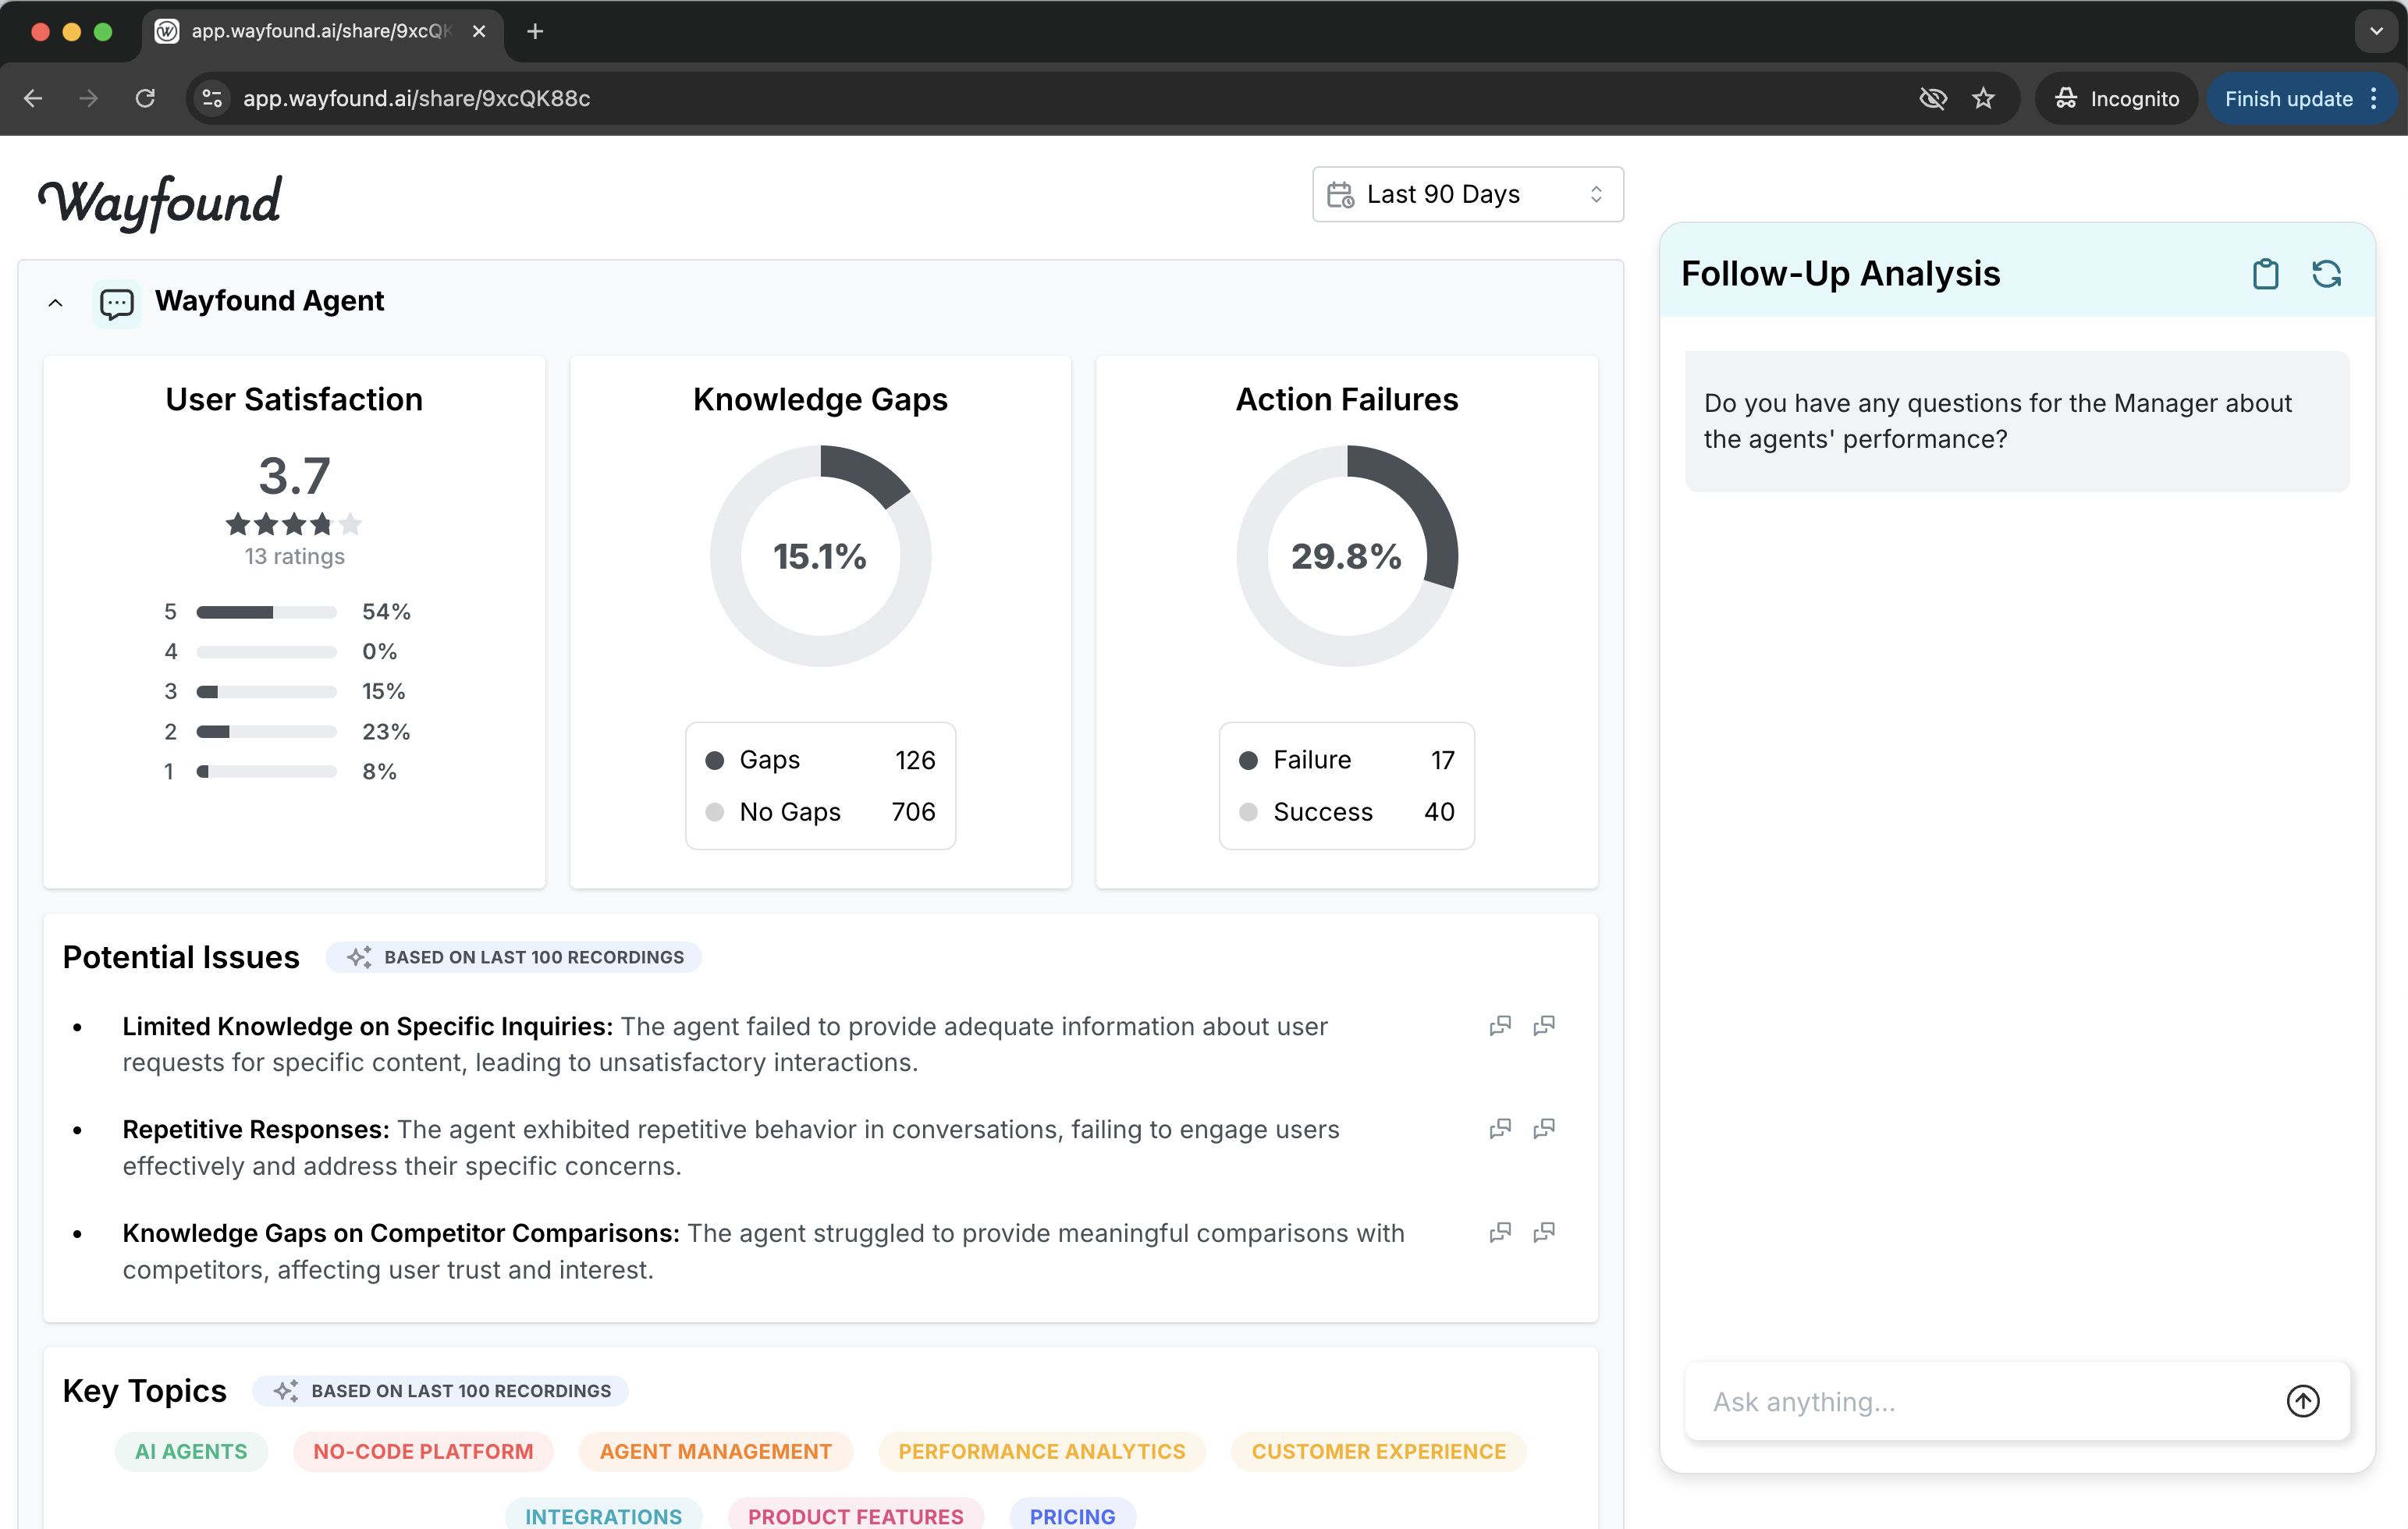 app.wayfound.ai/share/9xcQK
app.wayfound.ai/share/9xcQK88c
Incognito
Finish update
Wayfound
Last 90 Days
Wayfound Agent
User Satisfaction
3.7
13 ratings
5 54%
4 0%
3 15%
2 23%
1 8%
Knowledge Gaps
15.1%
Gaps 126
No Gaps 706
Action Failures
29.8%
Failure 17
Success 40
Potential Issues BASED ON LAST 100 RECORDINGS
Limited Knowledge on Specific Inquiries: The agent failed to provide adequate information about user
requests for specific content, leading to unsatisfactory interactions.
Repetitive Responses: The agent exhibited repetitive behavior in conversations, failing to engage users
effectively and address their specific concerns.
Knowledge Gaps on Competitor Comparisons: The agent struggled to provide meaningful comparisons with
competitors, affecting user trust and interest.
Key Topics BASED ON LAST 100 RECORDINGS
AI AGENTS NO-CODE PLATFORM AGENT MANAGEMENT PERFORMANCE ANALYTICS CUSTOMER EXPERIENCE
INTEGRATIONS PRODUCT FEATURES PRICING
Follow-Up Analysis
Do you have any questions for the Manager about
the agents' performance?
Ask anything...